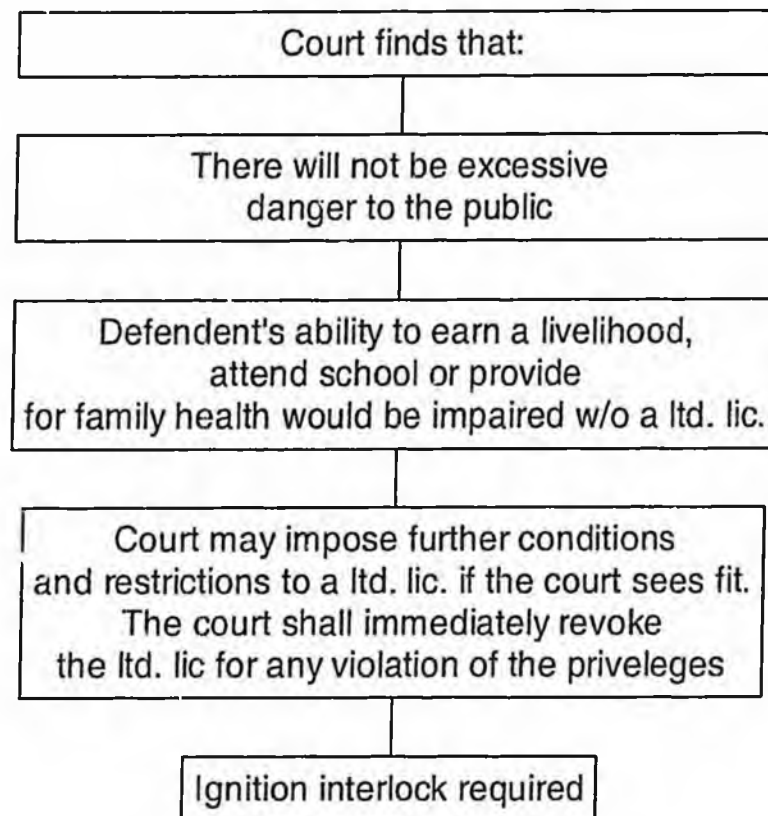 Court finds that:
There will not be excessive
danger to the public
Defendent's ability to earn a livelihood,
attend school or provide
for family health would be impaired w/o a ltd. lic.
Court may impose further conditions
and restrictions to a ltd. lic. if the court sees fit.
The court shall immediately revoke
the ltd. lic for any violation of the priveleges
Ignition interlock required